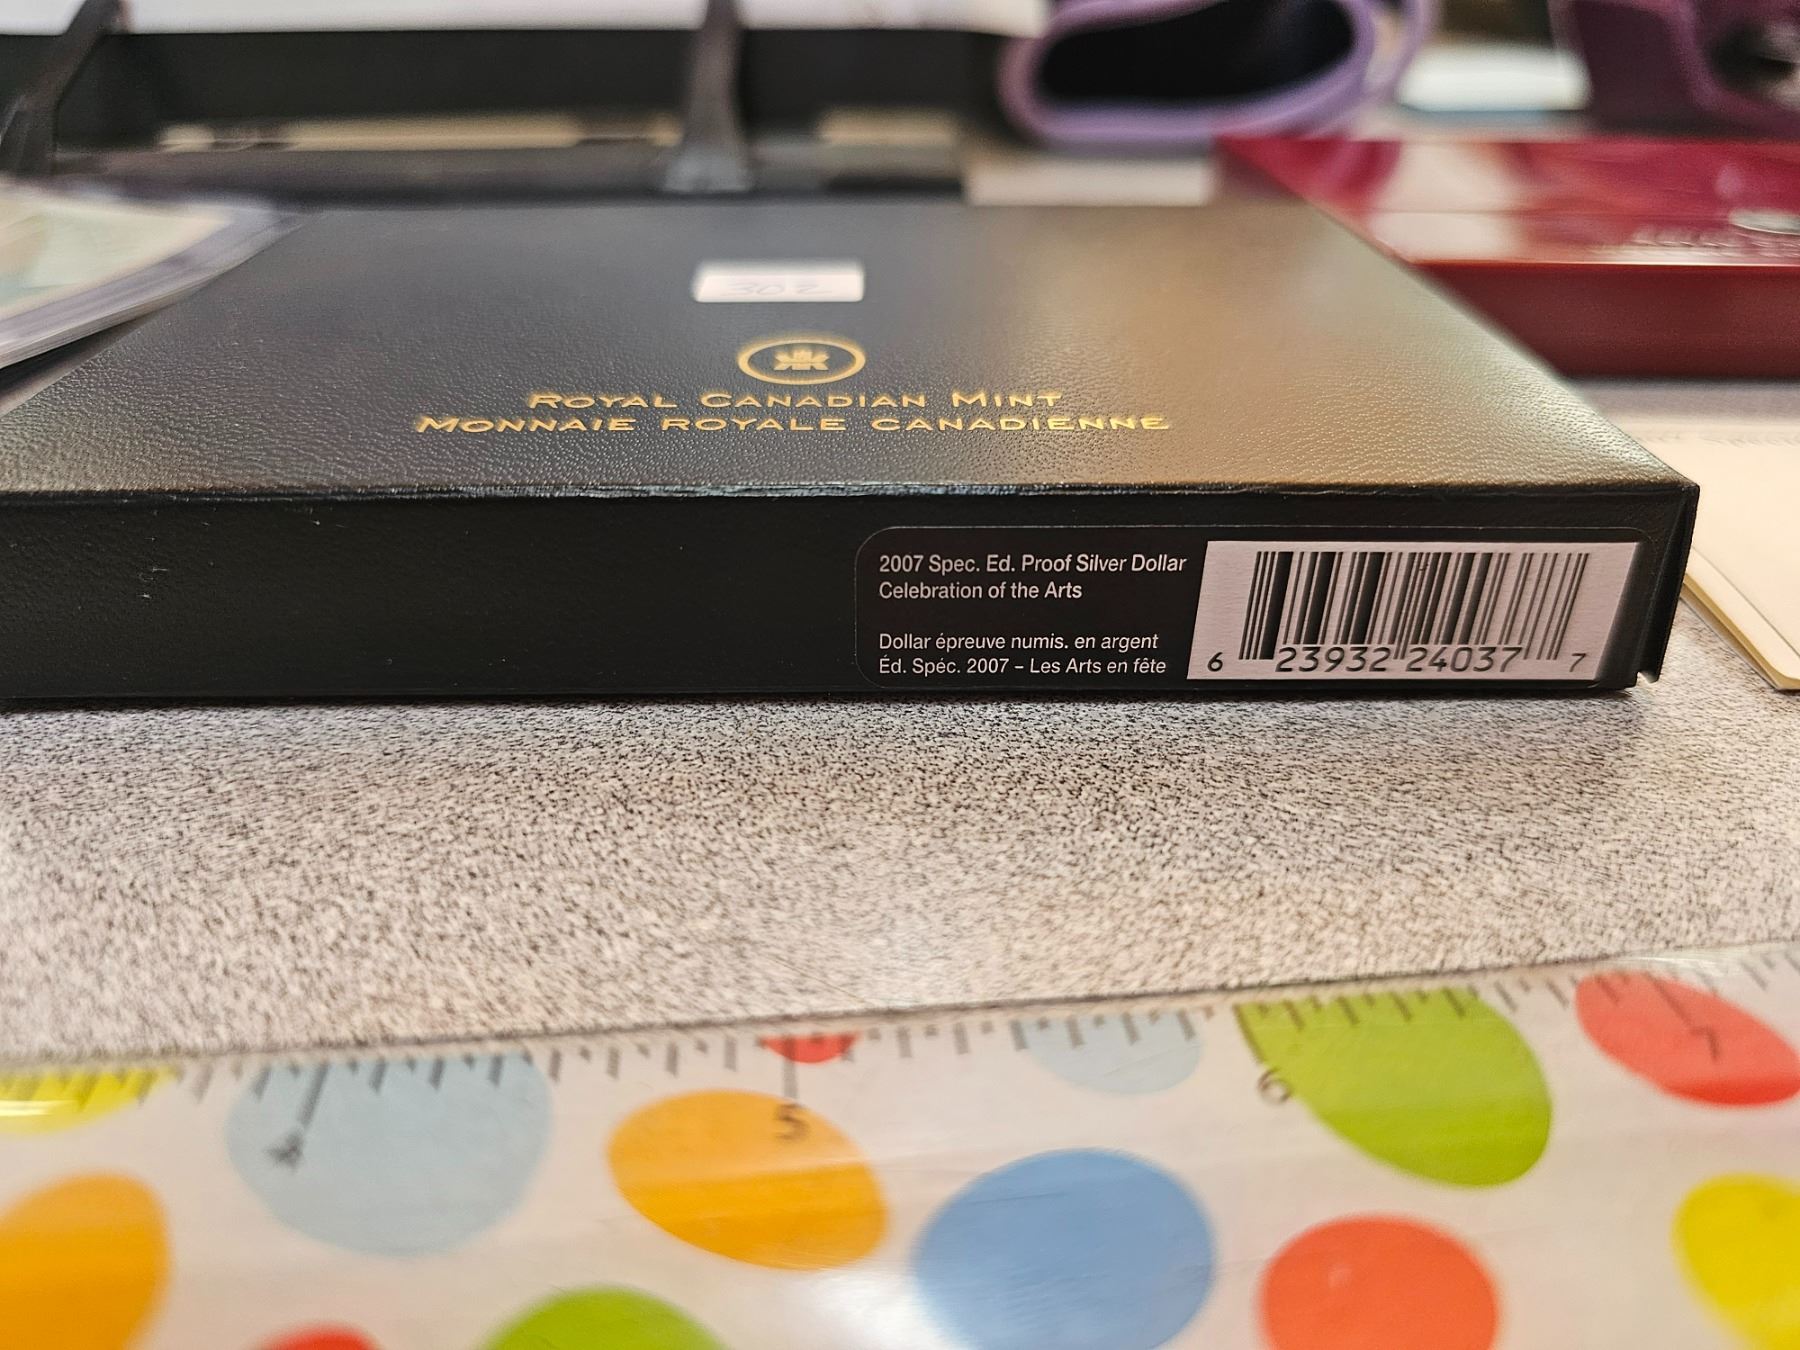 302
ROYAL CANADIAN MINT
MONNAIE ROYALE CANADIENNE
2007 Spec. Ed. Proof Silver Dollar
Celebration of the Arts
Dollar épreuve numis. en argent
Éd. Spéc. 2007 – Les Arts en fête
6 23932 24037 7
4 5 6 7